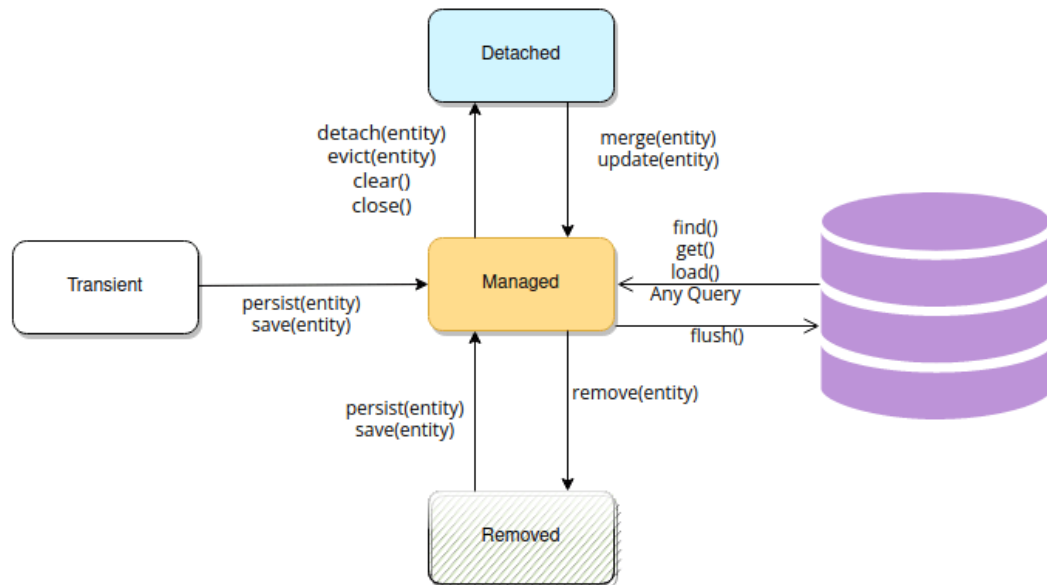 Detached
detach(entity)
evict(entity)
clear()
close()
merge(entity)
update(entity)
find()
get()
load()
Any Query
Transient
Managed
persist(entity)
save(entity)
flush()
persist(entity)
save(entity)
remove(entity)
Removed